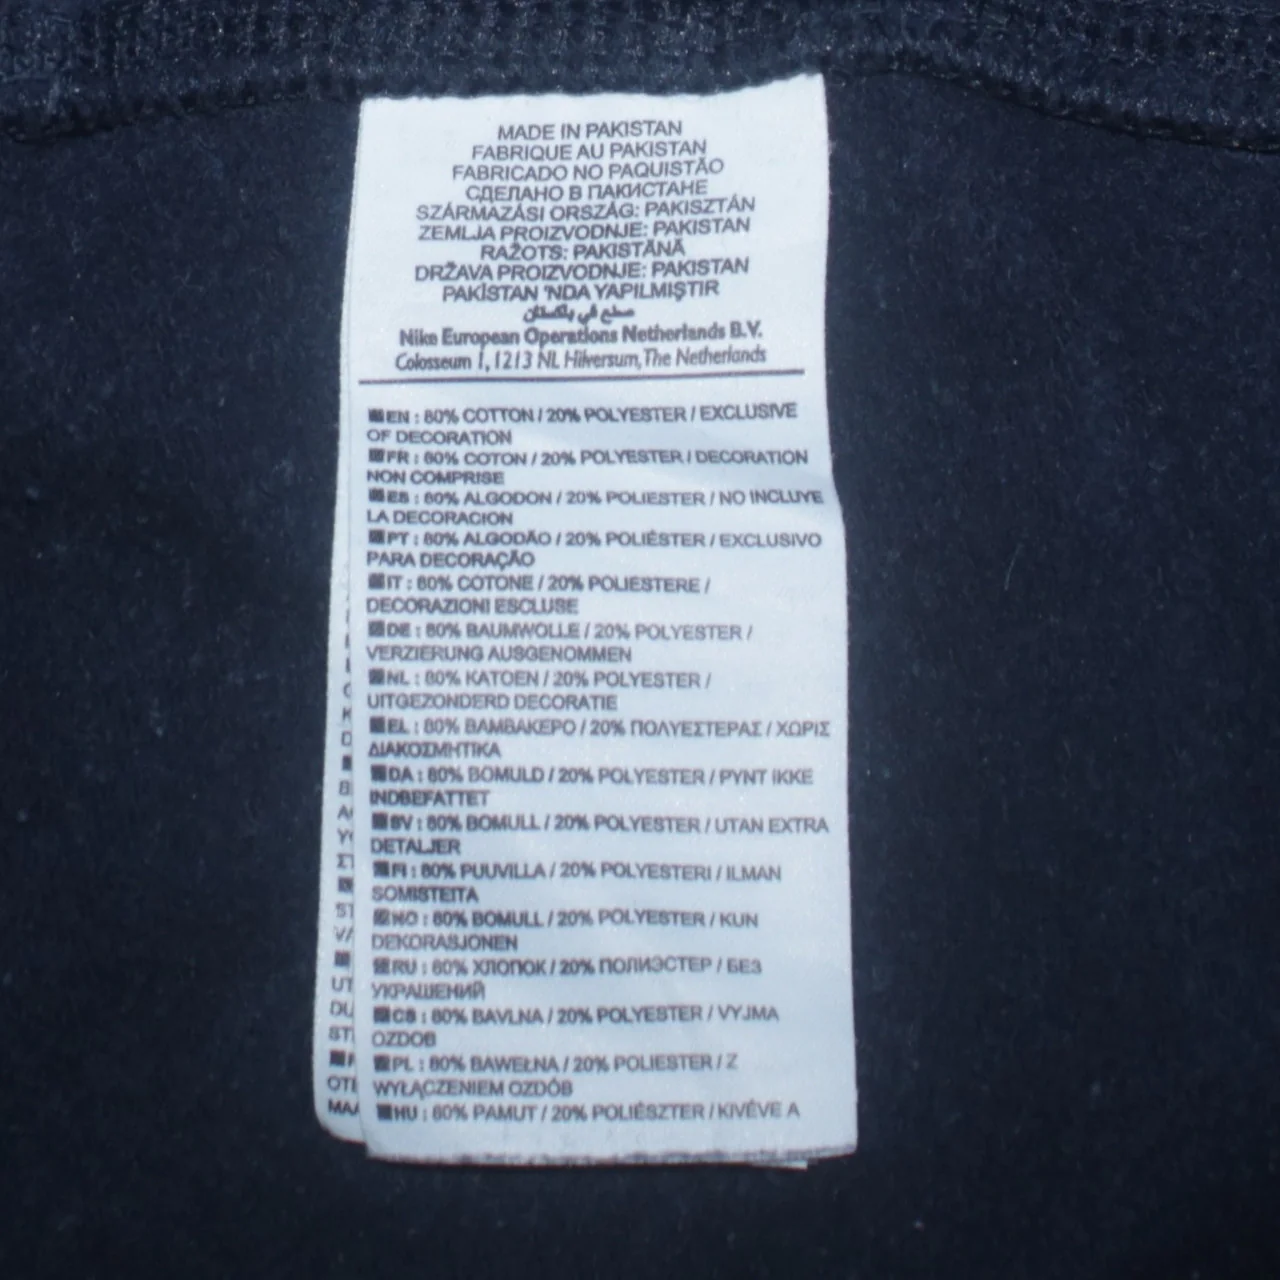 MADE IN PAKISTAN
FABRIQUE AU PAKISTAN
FABRICADO NO PAQUISTÃO
СДЕЛАНО В ПАКИСТАНЕ
SZÁRMAZÁSI ORSZÁG: PAKISZTÁN
ZEMLJA PROIZVODNJE: PAKISTAN
RAŽOTS: PAKISTĀNĀ
DRŽAVA PROIZVODNJE: PAKISTAN
PAKİSTAN 'NDA YAPILMIŞTIR
صنع في باكستان
Nike European Operations Netherlands B.V.
Colosseum 1, 1213 NL Hilversum, The Netherlands
EN : 80% COTTON / 20% POLYESTER / EXCLUSIVE
OF DECORATION
FR : 80% COTON / 20% POLYESTER / DECORATION
NON COMPRISE
ES : 80% ALGODON / 20% POLIESTER / NO INCLUYE
LA DECORACION
PT : 80% ALGODÃO / 20% POLIÉSTER / EXCLUSIVO
PARA DECORAÇÃO
IT : 80% COTONE / 20% POLIESTERE /
DECORAZIONI ESCLUSE
DE : 80% BAUMWOLLE / 20% POLYESTER /
VERZIERUNG AUSGENOMMEN
NL : 80% KATOEN / 20% POLYESTER /
UITGEZONDERD DECORATIE
EL : 80% ΒΑΜΒΑΚΕΡΟ / 20% ΠΟΛΥΕΣΤΕΡΑΣ / ΧΩΡΙΣ
ΔΙΑΚΟΣΜΗΤΙΚΑ
DA : 80% BOMULD / 20% POLYESTER / PYNT IKKE
INDBEFATTET
SV : 80% BOMULL / 20% POLYESTER / UTAN EXTRA
DETALJER
FI : 80% PUUVILLA / 20% POLYESTERI / ILMAN
SOMISTEITA
NO : 80% BOMULL / 20% POLYESTER / KUN
DEKORASJONEN
RU : 80% ХЛОПОК / 20% ПОЛИЭСТЕР / БЕЗ
УКРАШЕНИЙ
CS : 80% BAVLNA / 20% POLYESTER / VYJMA
OZDOB
PL : 80% BAWEŁNA / 20% POLIESTER / Z
WYŁĄCZENIEM OZDÓB
HU : 80% PAMUT / 20% POLIÉSZTER / KIVÉVE A